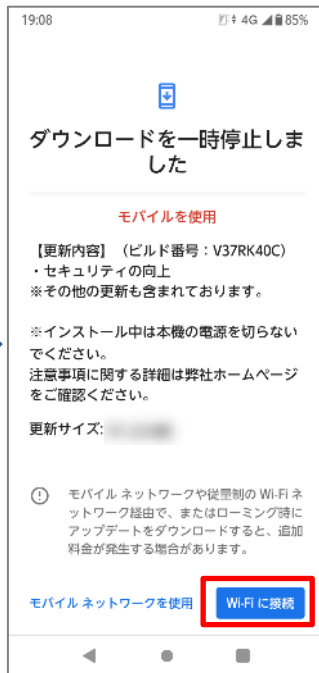 19:08 4G 85%
ダウンロードを一時停止しま
した
モバイルを使用
【更新内容】（ビルド番号：V37RK40C）
・セキュリティの向上
※その他の更新も含まれております。
※インストール中は本機の電源を切らない
でください。
注意事項に関する詳細は弊社ホームページ
をご確認ください。
更新サイズ:
モバイル ネットワークや従量制の Wi-Fi ネ
ットワーク経由で、またはローミング時に
アップデートをダウンロードすると、追加
料金が発生する場合があります。
モバイル ネットワークを使用 Wi-Fi に接続